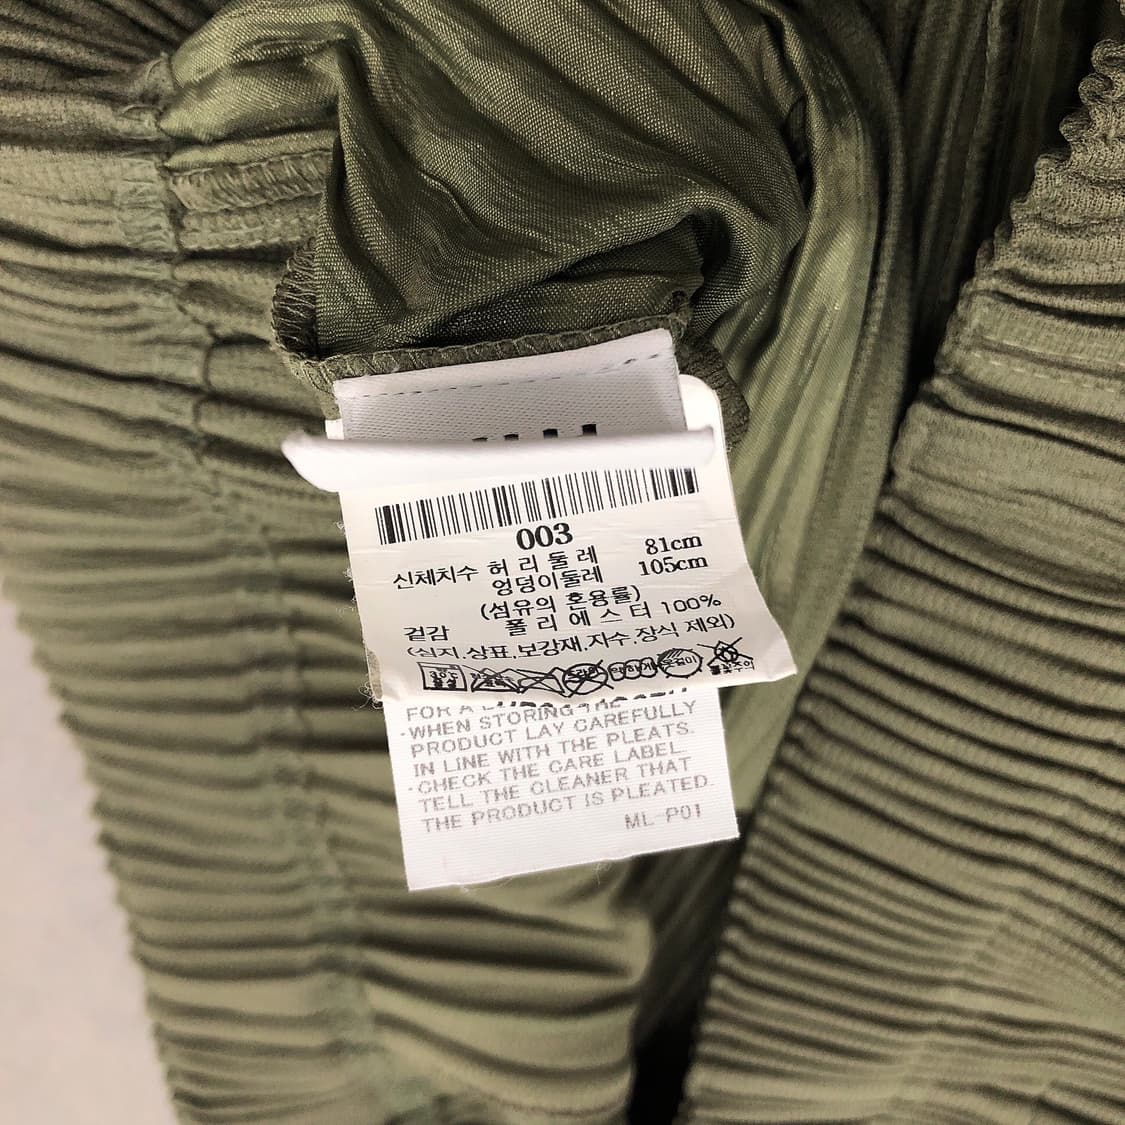 003
신체치수 허 리 둘 레 81cm
엉덩이둘레 105cm
(섬유의 혼용률)
겉감 폴 리 에 스 터 100%
(심지,상표,보강재,자수,장식 제외)
FOR A
-WHEN STORING
PRODUCT LAY CAREFULLY
IN LINE WITH THE PLEATS.
-CHECK THE CARE LABEL.
TELL THE CLEANER THAT
THE PRODUCT IS PLEATED.
ML-P01